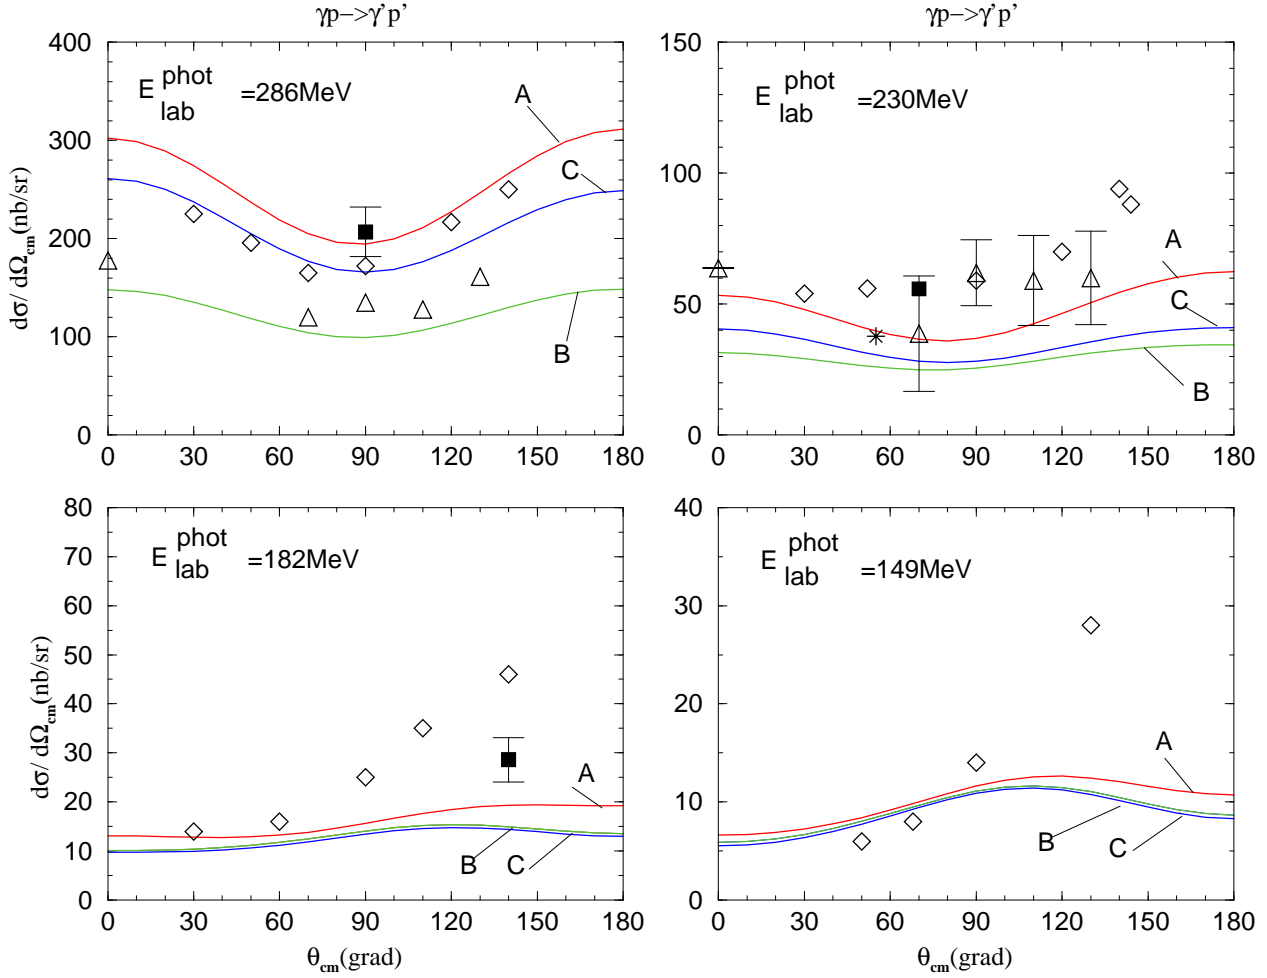 γp−>γ’p’
γp−>γ’p’
400
300
200
100
0
dσ/ dΩcm(nb/sr)
E phot lab =286MeV
A
C
B
0 30 60 90 120 150 180
150
100
50
0
E phot lab =230MeV
A
C
B
0 30 60 90 120 150 180
80
70
60
50
40
30
20
10
0
dσ/ dΩcm(nb/sr)
E phot lab =182MeV
A
B C
0 30 60 90 120 150 180
θcm(grad)
40
30
20
10
0
E phot lab =149MeV
A
B C
0 30 60 90 120 150 180
θcm(grad)